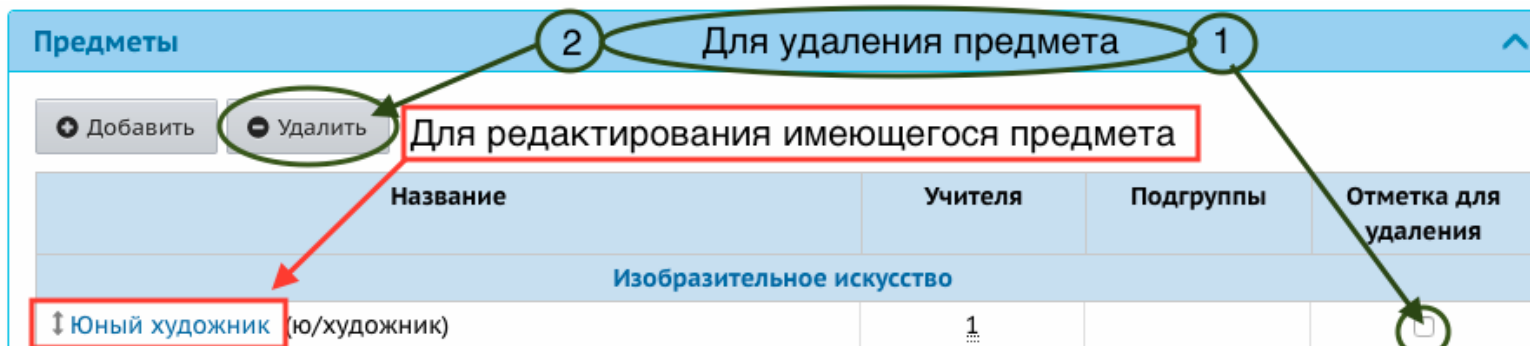 Предметы 2 Для удаления предмета 1
Добавить Удалить Для редактирования имеющегося предмета
Название Учителя Подгруппы Отметка для
удаления
Изобразительное искусство
Юный художник (ю/художник) 1